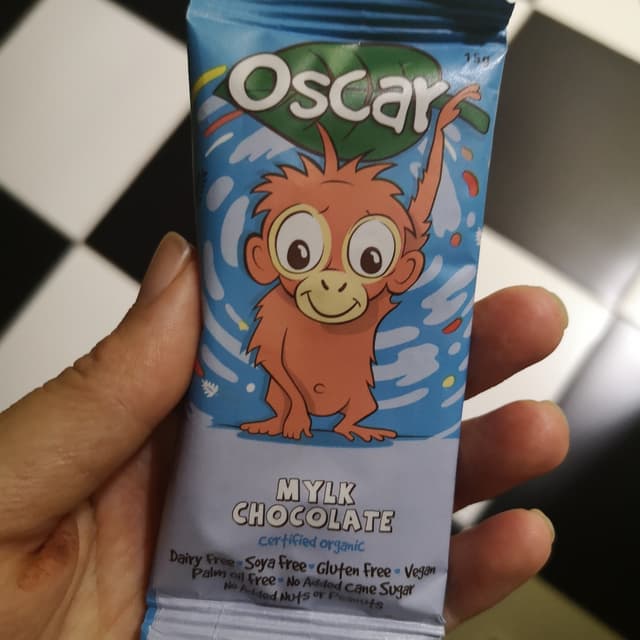 15g
Oscar
MYLK
CHOCOLATE
certified organic
Dairy Free • Soya Free • Gluten Free • Vegan
Palm oil Free • No Added Cane Sugar
No Added Nuts or Peanuts